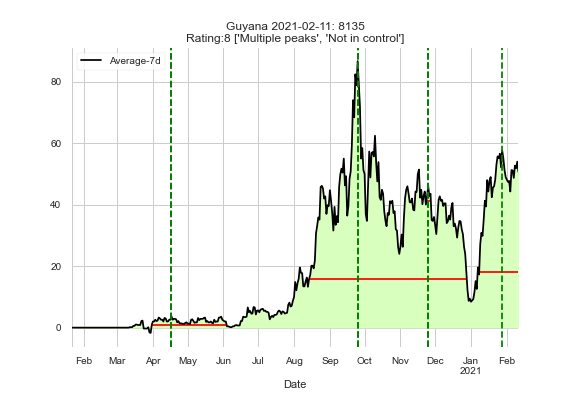 Guyana 2021-02-11: 8135
Rating:8 ['Multiple peaks', 'Not in control']
Average-7d
80
60
40
20
0
Feb Mar Apr May Jun Jul Aug Sep Oct Nov Dec Jan Feb
2021
Date